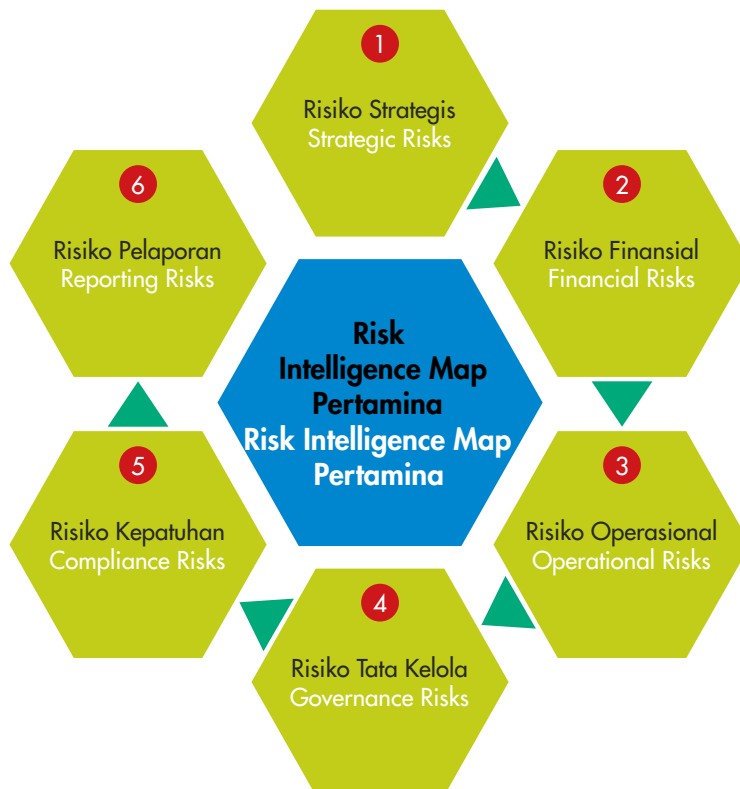 1
Risiko Strategis
Strategic Risks
2
Risiko Finansial
Financial Risks
3
Risiko Operasional
Operational Risks
4
Risiko Tata Kelola
Governance Risks
5
Risiko Kepatuhan
Compliance Risks
6
Risiko Pelaporan
Reporting Risks
Risk
Intelligence Map
Pertamina
Risk Intelligence Map
Pertamina